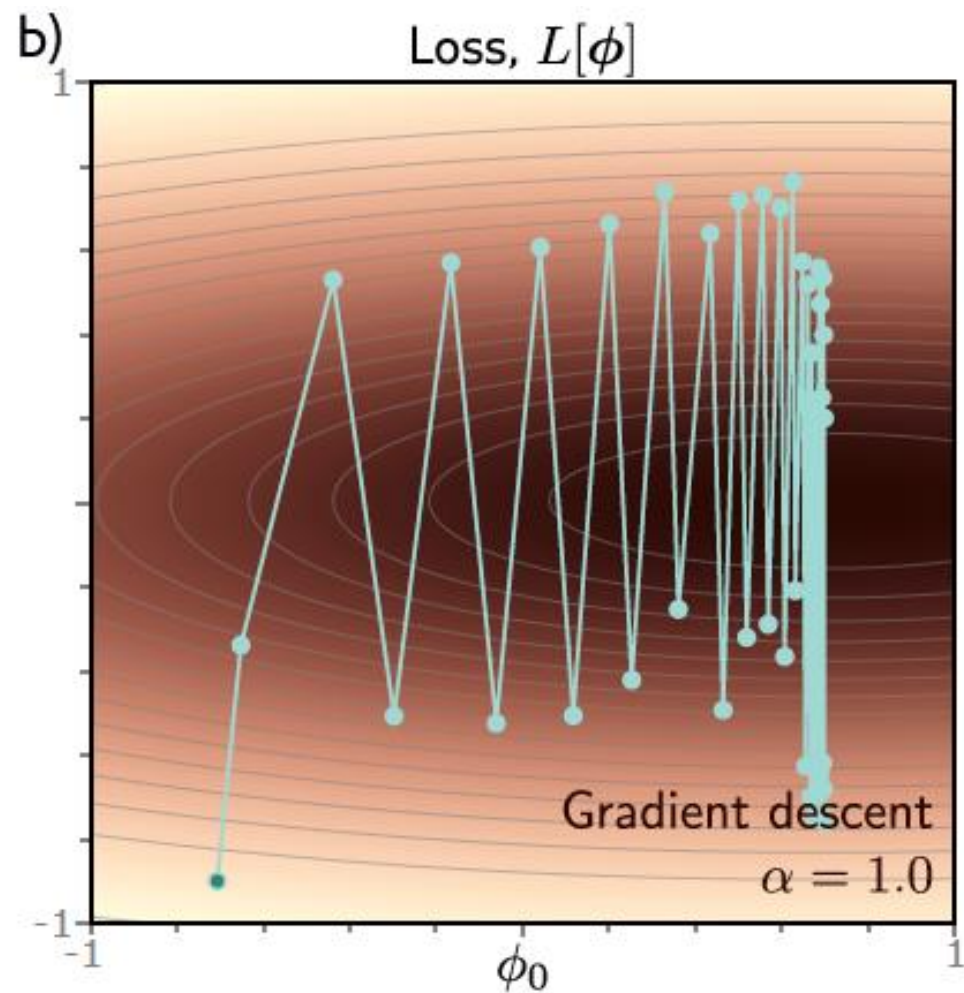 b)
Loss, L[ϕ]
1
Gradient descent
α = 1.0
-1
-1
1
ϕ₀